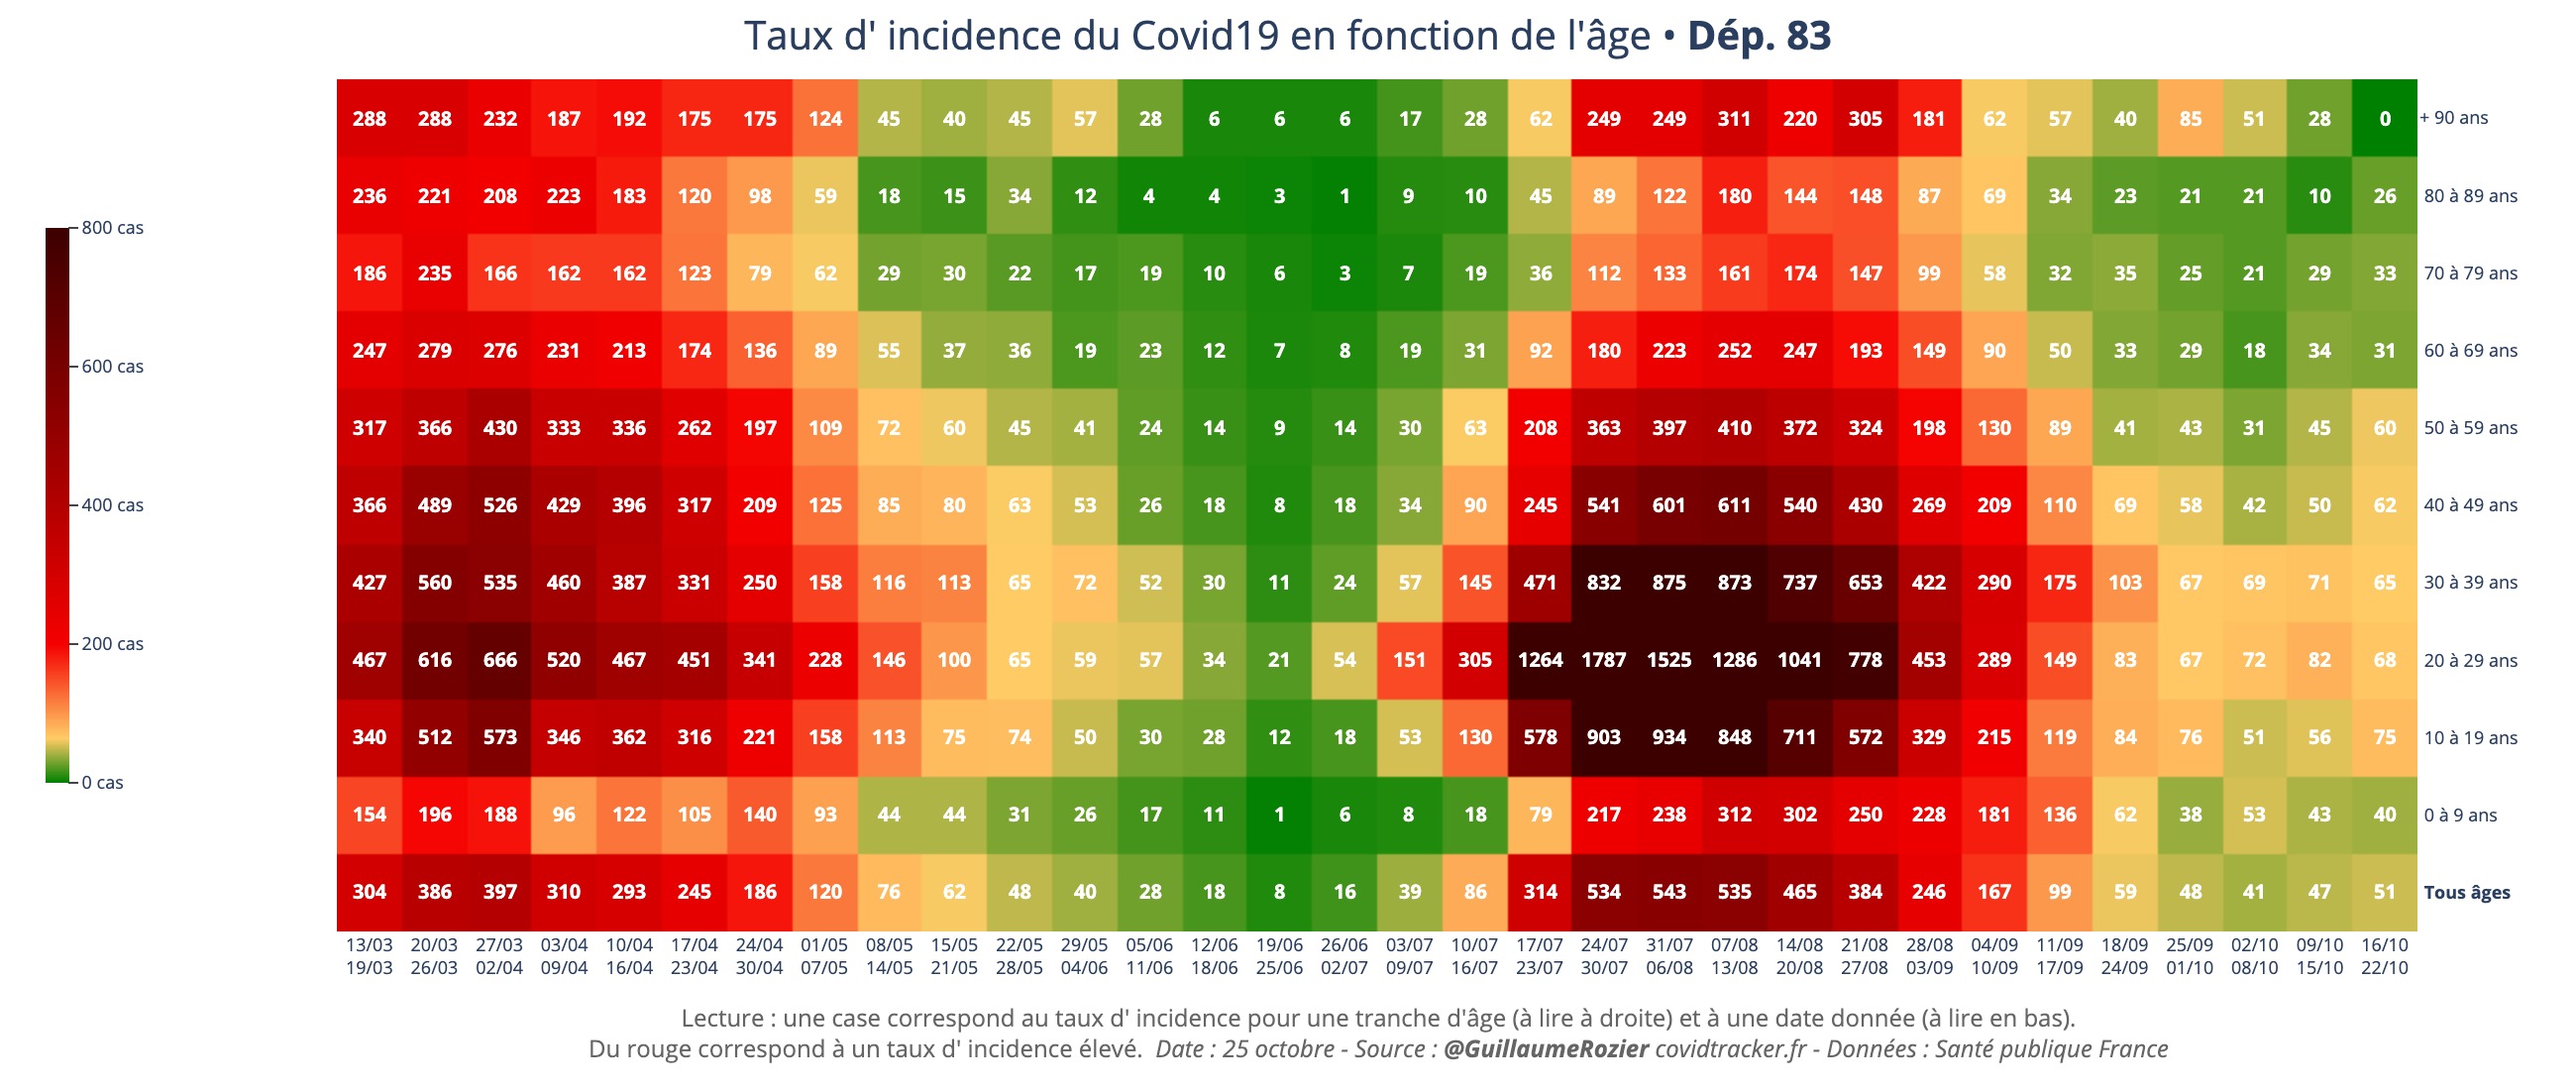 Taux d' incidence du Covid19 en fonction de l'âge • Dép. 83
288 288 232 187 192 175 175 124 45 40 45 57 28 6 6 6 17 28 62 249 249 311 220 305 181 62 57 40 85 51 28 0 + 90 ans
236 221 208 223 183 120 98 59 18 15 34 12 4 4 3 1 9 10 45 89 122 180 144 148 87 69 34 23 21 21 10 26 80 à 89 ans
800 cas
186 235 166 162 162 123 79 62 29 30 22 17 19 10 6 3 7 19 36 112 133 161 174 147 99 58 32 35 25 21 29 33 70 à 79 ans
247 279 276 231 213 174 136 89 55 37 36 19 23 12 7 8 19 31 92 180 223 252 247 193 149 90 50 33 29 18 34 31 60 à 69 ans
600 cas
317 366 430 333 336 262 197 109 72 60 45 41 24 14 9 14 30 63 208 363 397 410 372 324 198 130 89 41 43 31 45 60 50 à 59 ans
400 cas
366 489 526 429 396 317 209 125 85 80 63 53 26 18 8 18 34 90 245 541 601 611 540 430 269 209 110 69 58 42 50 62 40 à 49 ans
427 560 535 460 387 331 250 158 116 113 65 72 52 30 11 24 57 145 471 832 875 873 737 653 422 290 175 103 67 69 71 65 30 à 39 ans
200 cas
467 616 666 520 467 451 341 228 146 100 65 59 57 34 21 54 151 305 1264 1787 1525 1286 1041 778 453 289 149 83 67 72 82 68 20 à 29 ans
340 512 573 346 362 316 221 158 113 75 74 50 30 28 12 18 53 130 578 903 934 848 711 572 329 215 119 84 76 51 56 75 10 à 19 ans
0 cas
154 196 188 96 122 105 140 93 44 44 31 26 17 11 1 6 8 18 79 217 238 312 302 250 228 181 136 62 38 53 43 40 0 à 9 ans
304 386 397 310 293 245 186 120 76 62 48 40 28 18 8 16 39 86 314 534 543 535 465 384 246 167 99 59 48 41 47 51 Tous âges
13/03 20/03 27/03 03/04 10/04 17/04 24/04 01/05 08/05 15/05 22/05 29/05 05/06 12/06 19/06 26/06 03/07 10/07 17/07 24/07 31/07 07/08 14/08 21/08 28/08 04/09 11/09 18/09 25/09 02/10 09/10 16/10
19/03 26/03 02/04 09/04 16/04 23/04 30/04 07/05 14/05 21/05 28/05 04/06 11/06 18/06 25/06 02/07 09/07 16/07 23/07 30/07 06/08 13/08 20/08 27/08 03/09 10/09 17/09 24/09 01/10 08/10 15/10 22/10
Lecture : une case correspond au taux d' incidence pour une tranche d'âge (à lire à droite) et à une date donnée (à lire en bas).
Du rouge correspond à un taux d' incidence élevé. Date : 25 octobre - Source : @GuillaumeRozier covidtracker.fr - Données : Santé publique France